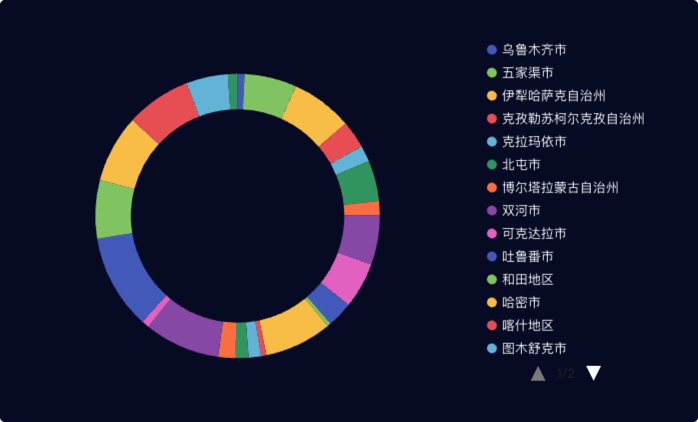 乌鲁木齐市
五家渠市
伊犁哈萨克自治州
克孜勒苏柯尔克孜自治州
克拉玛依市
北屯市
博尔塔拉蒙古自治州
双河市
可克达拉市
吐鲁番市
和田地区
哈密市
喀什地区
图木舒克市
1/2